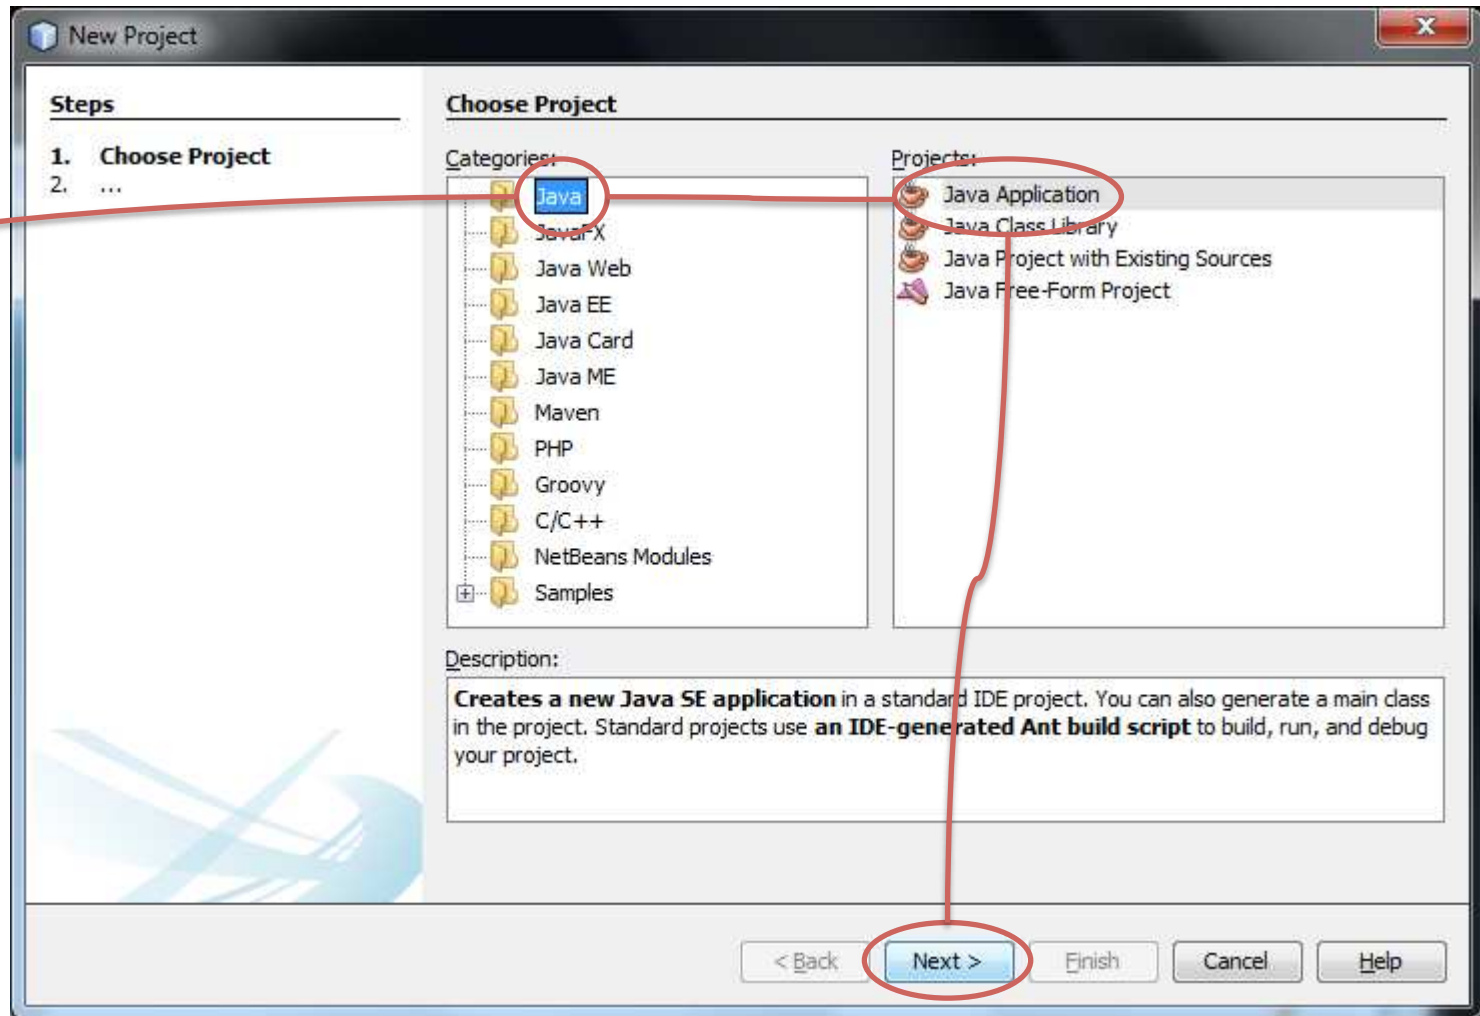 New Project
Steps
1. Choose Project
2. ...
Choose Project
Categories:
Java
JavaFX
Java Web
Java EE
Java Card
Java ME
Maven
PHP
Groovy
C/C++
NetBeans Modules
Samples
Projects:
Java Application
Java Class Library
Java Project with Existing Sources
Java Free-Form Project
Description:
Creates a new Java SE application in a standard IDE project. You can also generate a main class
in the project. Standard projects use an IDE-generated Ant build script to build, run, and debug
your project.
< Back
Next >
Finish
Cancel
Help